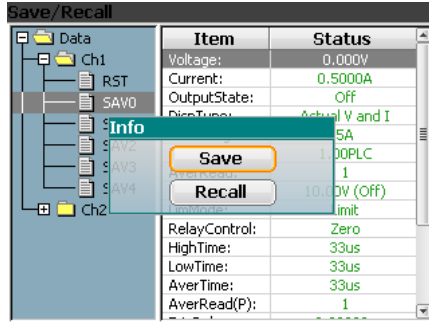 Save/Recall
Data
Ch1
RST
SAV0
SAV2
SAV3
SAV4
Ch2
Item Status
Voltage: 0.000V
Current: 0.5000A
OutputState: Off
DispType: Actual V and I
5A
1.00PLC
AverRead: 1
10.00V (Off)
LimMode: Limit
RelayControl: Zero
HighTime: 33us
LowTime: 33us
AverTime: 33us
AverRead(P): 1
Info
Save
Recall